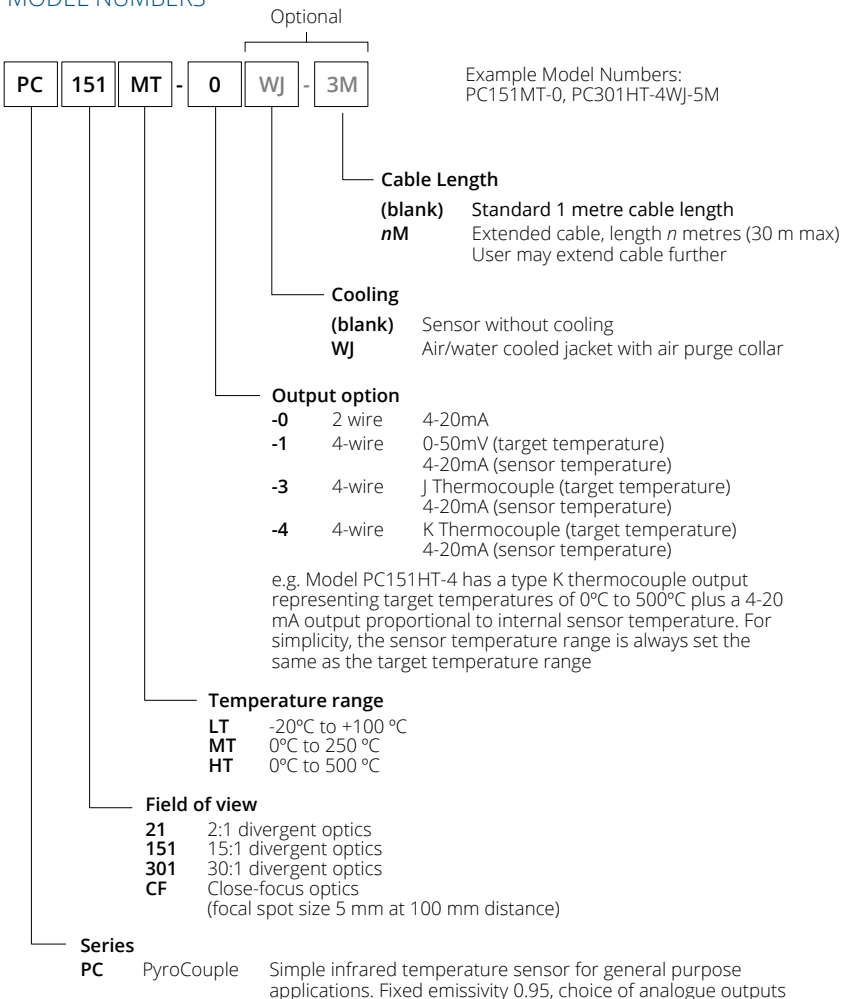 MODEL NUMBERS
Optional
PC 151 MT - 0 WJ - 3M
Example Model Numbers:
PC151MT-0, PC301HT-4WJ-5M
Cable Length
(blank) Standard 1 metre cable length
nM Extended cable, length n metres (30 m max)
User may extend cable further
Cooling
(blank) Sensor without cooling
WJ Air/water cooled jacket with air purge collar
Output option
-0 2 wire 4-20mA
-1 4-wire 0-50mV (target temperature)
4-20mA (sensor temperature)
-3 4-wire J Thermocouple (target temperature)
4-20mA (sensor temperature)
-4 4-wire K Thermocouple (target temperature)
4-20mA (sensor temperature)
e.g. Model PC151HT-4 has a type K thermocouple output
representing target temperatures of 0ºC to 500ºC plus a 4-20
mA output proportional to internal sensor temperature. For
simplicity, the sensor temperature range is always set the
same as the target temperature range
Temperature range
LT -20ºC to +100 ºC
MT 0ºC to 250 ºC
HT 0ºC to 500 ºC
Field of view
21 2:1 divergent optics
151 15:1 divergent optics
301 30:1 divergent optics
CF Close-focus optics
(focal spot size 5 mm at 100 mm distance)
Series
PC PyroCouple Simple infrared temperature sensor for general purpose
applications. Fixed emissivity 0.95, choice of analogue outputs